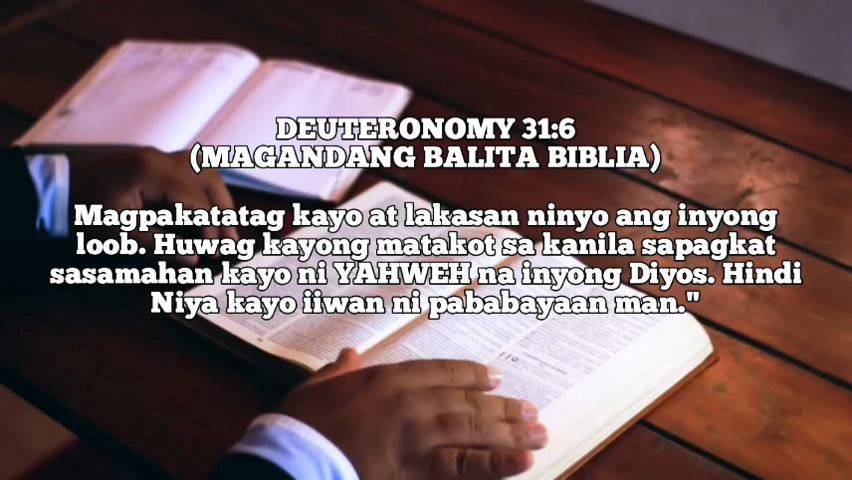 DEUTERONOMY 31:6
(MAGANDANG BALITA BIBLIA)
Magpakatatag kayo at lakasan ninyo ang inyong
loob. Huwag kayong matakot sa kanila sapagkat
sasamahan kayo ni YAHWEH na inyong Diyos. Hindi
Niya kayo iiwan ni pababayaan man."